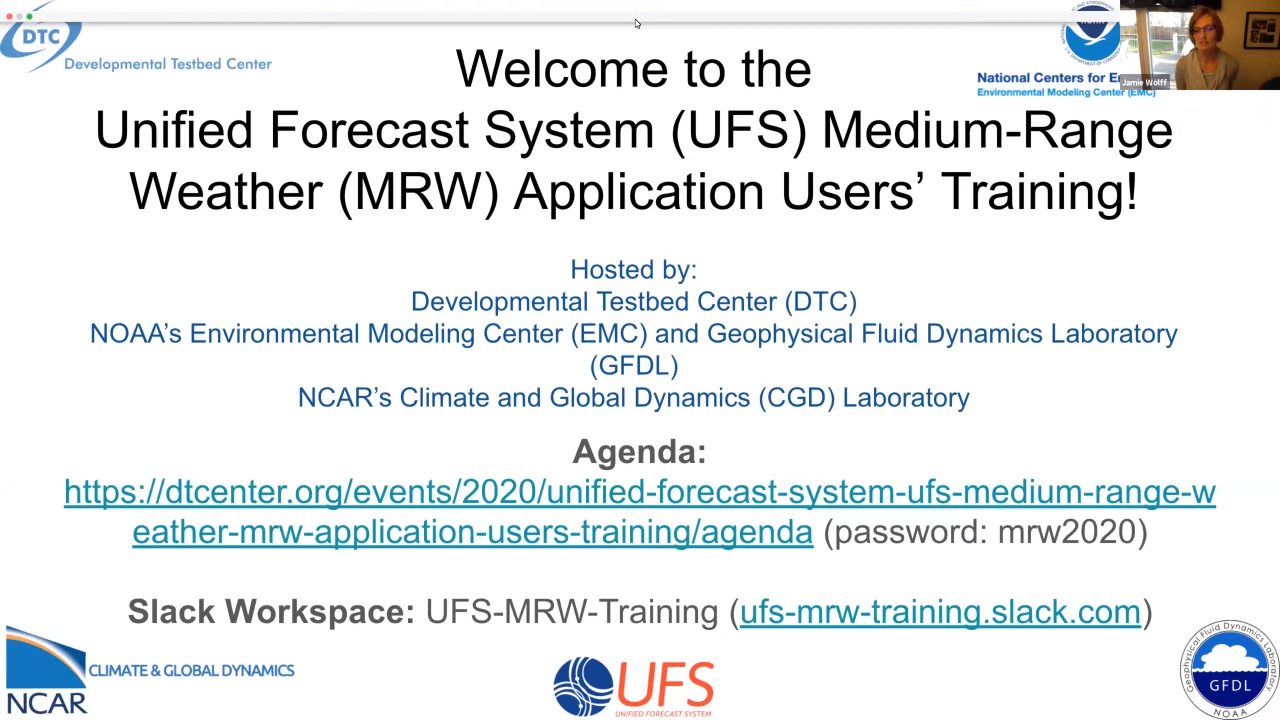 DTC
Developmental Testbed Center
National Centers for E
Environmental Modeling Center (EMC)
Jamie Wolff
Welcome to the
Unified Forecast System (UFS) Medium-Range
Weather (MRW) Application Users’ Training!
Hosted by:
Developmental Testbed Center (DTC)
NOAA’s Environmental Modeling Center (EMC) and Geophysical Fluid Dynamics Laboratory
(GFDL)
NCAR’s Climate and Global Dynamics (CGD) Laboratory
Agenda:
https://dtcenter.org/events/2020/unified-forecast-system-ufs-medium-range-w
eather-mrw-application-users-training/agenda (password: mrw2020)
Slack Workspace: UFS-MRW-Training (ufs-mrw-training.slack.com)
CLIMATE & GLOBAL DYNAMICS
NCAR
UFS
UNIFIED FORECAST SYSTEM
Geophysical Fluid Dynamics Laboratory
GFDL
NOAA